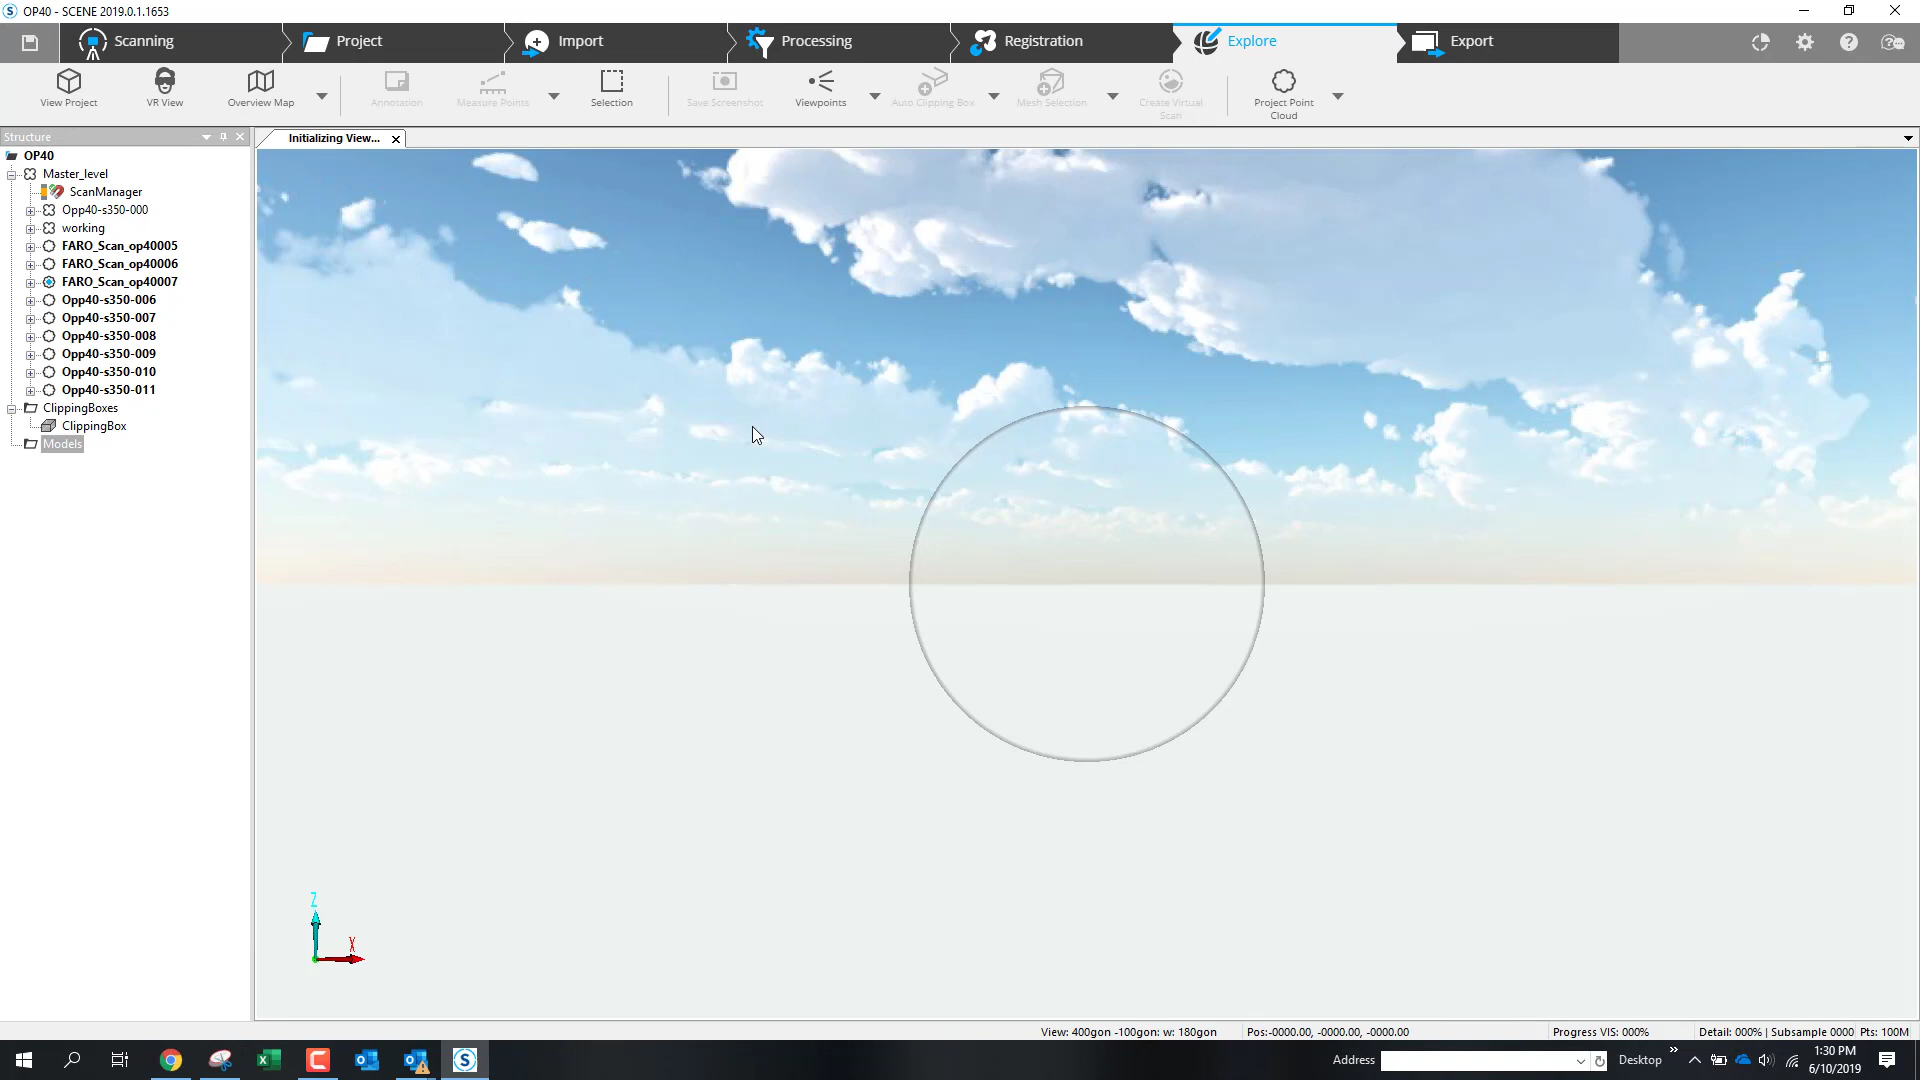 OP40 - SCENE 2019.0.1.1653
Scanning
Project
Import
Processing
Registration
Explore
Export
View Project
VR View
Overview Map
Annotation
Measure Points
Selection
Save Screenshot
Viewpoints
Auto Clipping Box
Mesh Selection
Create Virtual
Scan
Project Point
Cloud
Structure
Initializing View...
OP40
Master_level
ScanManager
Opp40-s350-000
working
FARO_Scan_op40005
FARO_Scan_op40006
FARO_Scan_op40007
Opp40-s350-006
Opp40-s350-007
Opp40-s350-008
Opp40-s350-009
Opp40-s350-010
Opp40-s350-011
ClippingBoxes
ClippingBox
Models
Z
X
View: 400gon -100gon: w: 180gon
Pos:-0000.00, -0000.00, -0000.00
Progress VIS: 000%
Detail: 000% | Subsample 0000
Pts: 100M
Address
Desktop
1:30 PM
6/10/2019